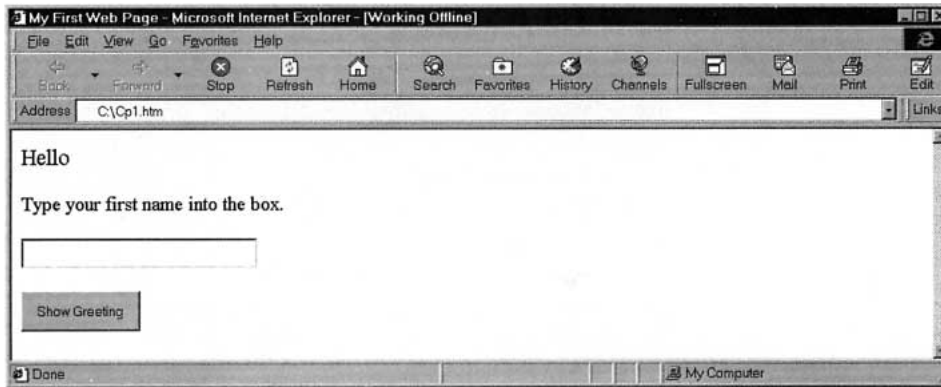 My First Web Page - Microsoft Internet Explorer - [Working Offline]
File Edit View Go Favorites Help
Back Forward Stop Refresh Home Search Favorites History Channels Fullscreen Mail Print Edit
Address C:\Cp1.htm Links
Hello
Type your first name into the box.
Show Greeting
Done My Computer